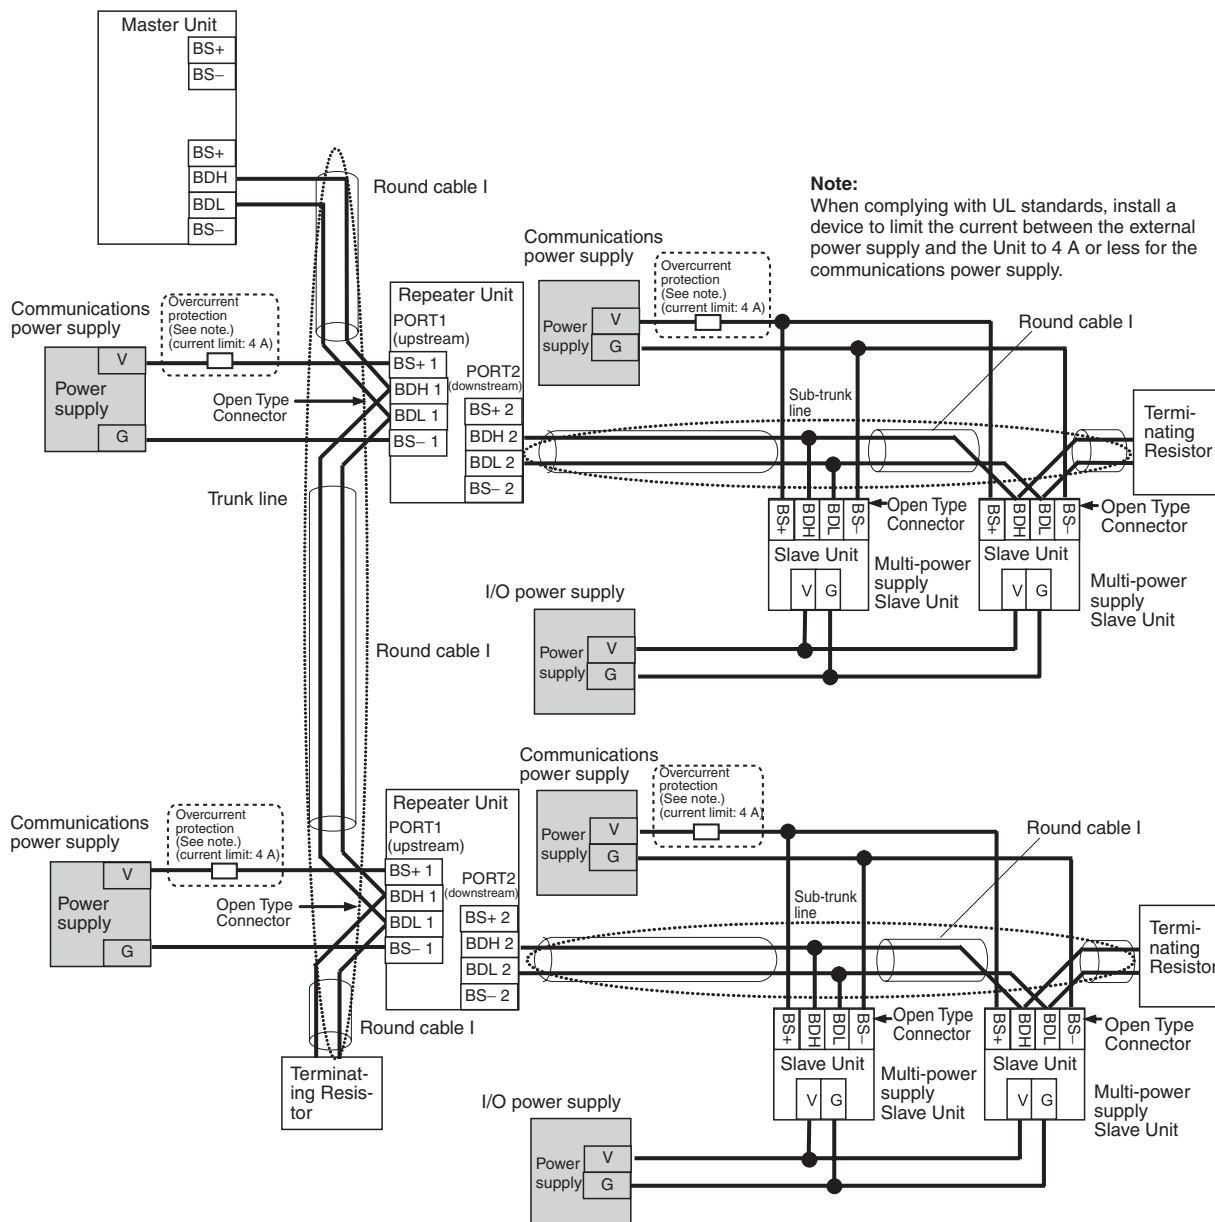 Master Unit
BS+
BS−
BS+
BDH
BDL
BS−
Round cable I
Note:
When complying with UL standards, install a
device to limit the current between the external
power supply and the Unit to 4 A or less for the
communications power supply.
Communications
power supply
Overcurrent
protection
(See note.)
(current limit: 4 A)
Power
supply
V
G
Open Type
Connector
Trunk line
Repeater Unit
PORT1
(upstream)
BS+ 1
BDH 1
BDL 1
BS− 1
PORT2
(downstream)
BS+ 2
BDH 2
BDL 2
BS− 2
Communications
power supply
Overcurrent
protection
(See note.)
(current limit: 4 A)
Power
supply
V
G
Round cable I
Sub-trunk
line
Termi-
nating
Resistor
BS+
BDH
BDL
BS−
Open Type
Connector
Slave Unit
V
G
Multi-power
supply
Slave Unit
BS+
BDH
BDL
BS−
Open Type
Connector
Slave Unit
V
G
Multi-power
supply
Slave Unit
I/O power supply
Power
supply
V
G
Round cable I
Communications
power supply
Overcurrent
protection
(See note.)
(current limit: 4 A)
Power
supply
V
G
Open Type
Connector
Repeater Unit
PORT1
(upstream)
BS+ 1
BDH 1
BDL 1
BS− 1
PORT2
(downstream)
BS+ 2
BDH 2
BDL 2
BS− 2
Round cable I
Terminat-
ing Resis-
tor
Communications
power supply
Overcurrent
protection
(See note.)
(current limit: 4 A)
Power
supply
V
G
Round cable I
Sub-trunk
line
Termi-
nating
Resistor
BS+
BDH
BDL
BS−
Open Type
Connector
Slave Unit
V
G
Multi-power
supply
Slave Unit
BS+
BDH
BDL
BS−
Open Type
Connector
Slave Unit
V
G
Multi-power
supply
Slave Unit
I/O power supply
Power
supply
V
G